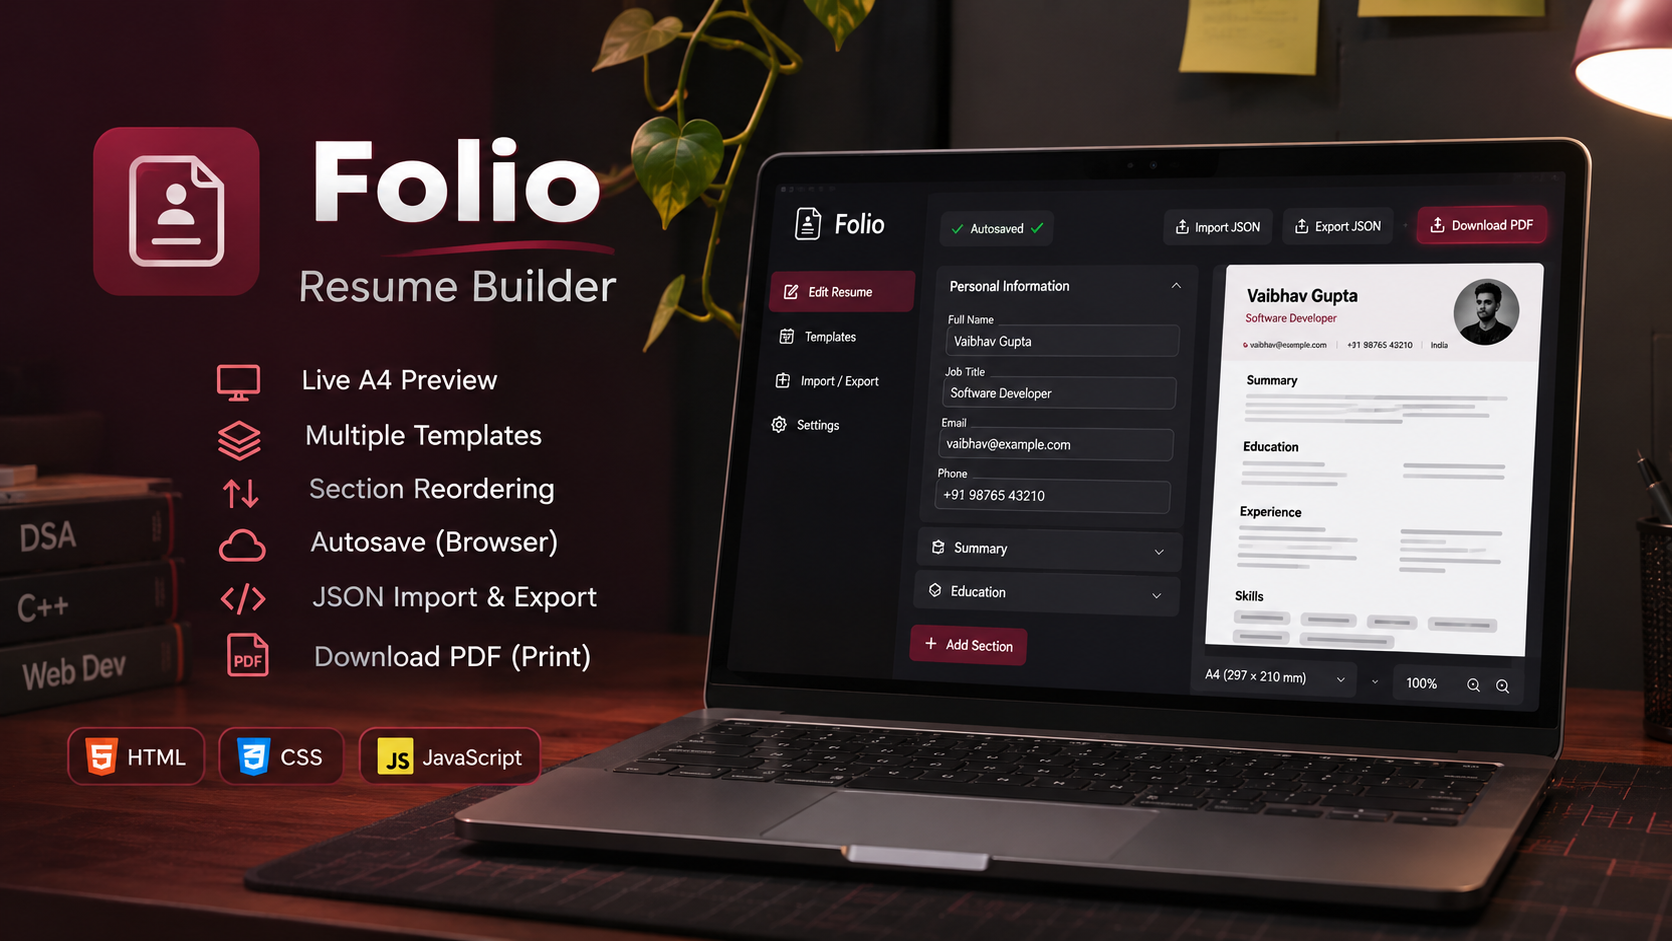 Folio
Resume Builder
Live A4 Preview
Multiple Templates
Section Reordering
Autosave (Browser)
JSON Import & Export
PDF
Download PDF (Print)
HTML
CSS
JS
JavaScript
DSA
C++
Web Dev
Folio
Autosaved
Import JSON
Export JSON
Download PDF
Edit Resume
Templates
Import / Export
Settings
Personal Information
Full Name
Vaibhav Gupta
Job Title
Software Developer
Email
vaibhav@example.com
Phone
+91 98765 43210
Summary
Education
+ Add Section
Vaibhav Gupta
Software Developer
vaibhav@example.com
+91 98765 43210
India
Summary
Education
Experience
Skills
A4 (297 x 210 mm)
100%